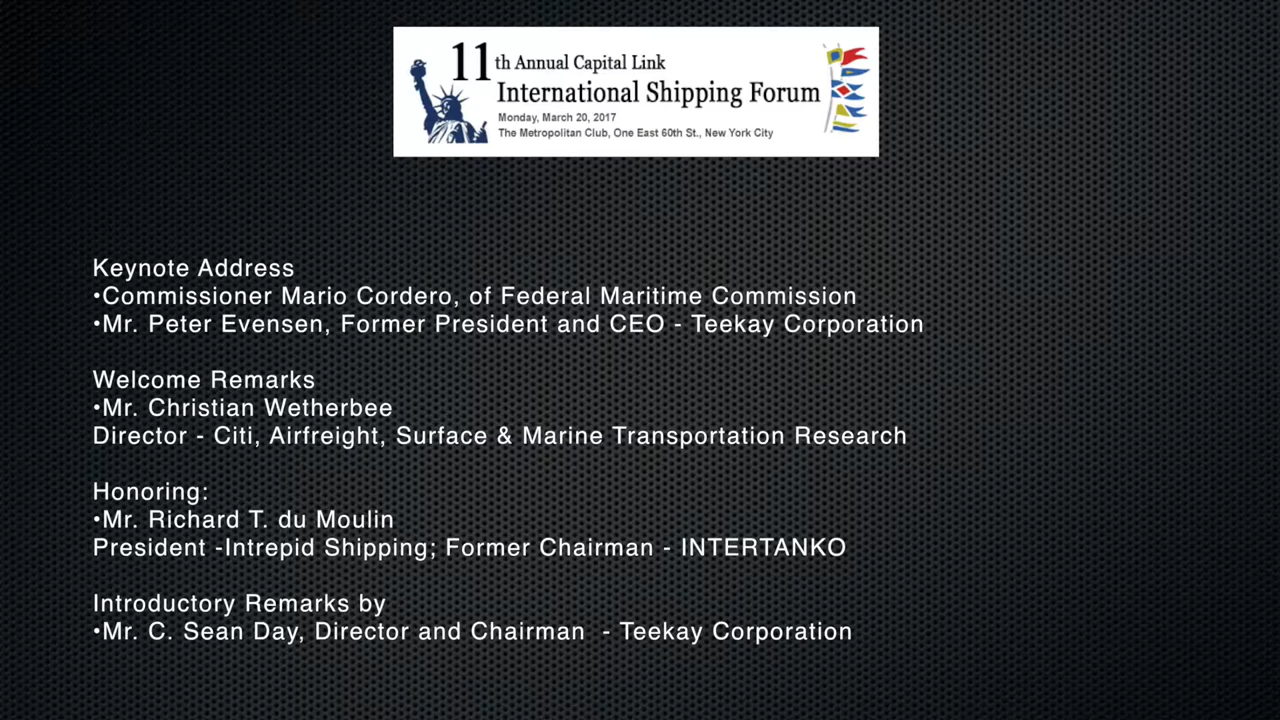 11th Annual Capital Link
International Shipping Forum
Monday, March 20, 2017
The Metropolitan Club, One East 60th St., New York City
Keynote Address
•Commissioner Mario Cordero, of Federal Maritime Commission
•Mr. Peter Evensen, Former President and CEO - Teekay Corporation
Welcome Remarks
•Mr. Christian Wetherbee
Director - Citi, Airfreight, Surface & Marine Transportation Research
Honoring:
•Mr. Richard T. du Moulin
President -Intrepid Shipping; Former Chairman - INTERTANKO
Introductory Remarks by
•Mr. C. Sean Day, Director and Chairman  - Teekay Corporation